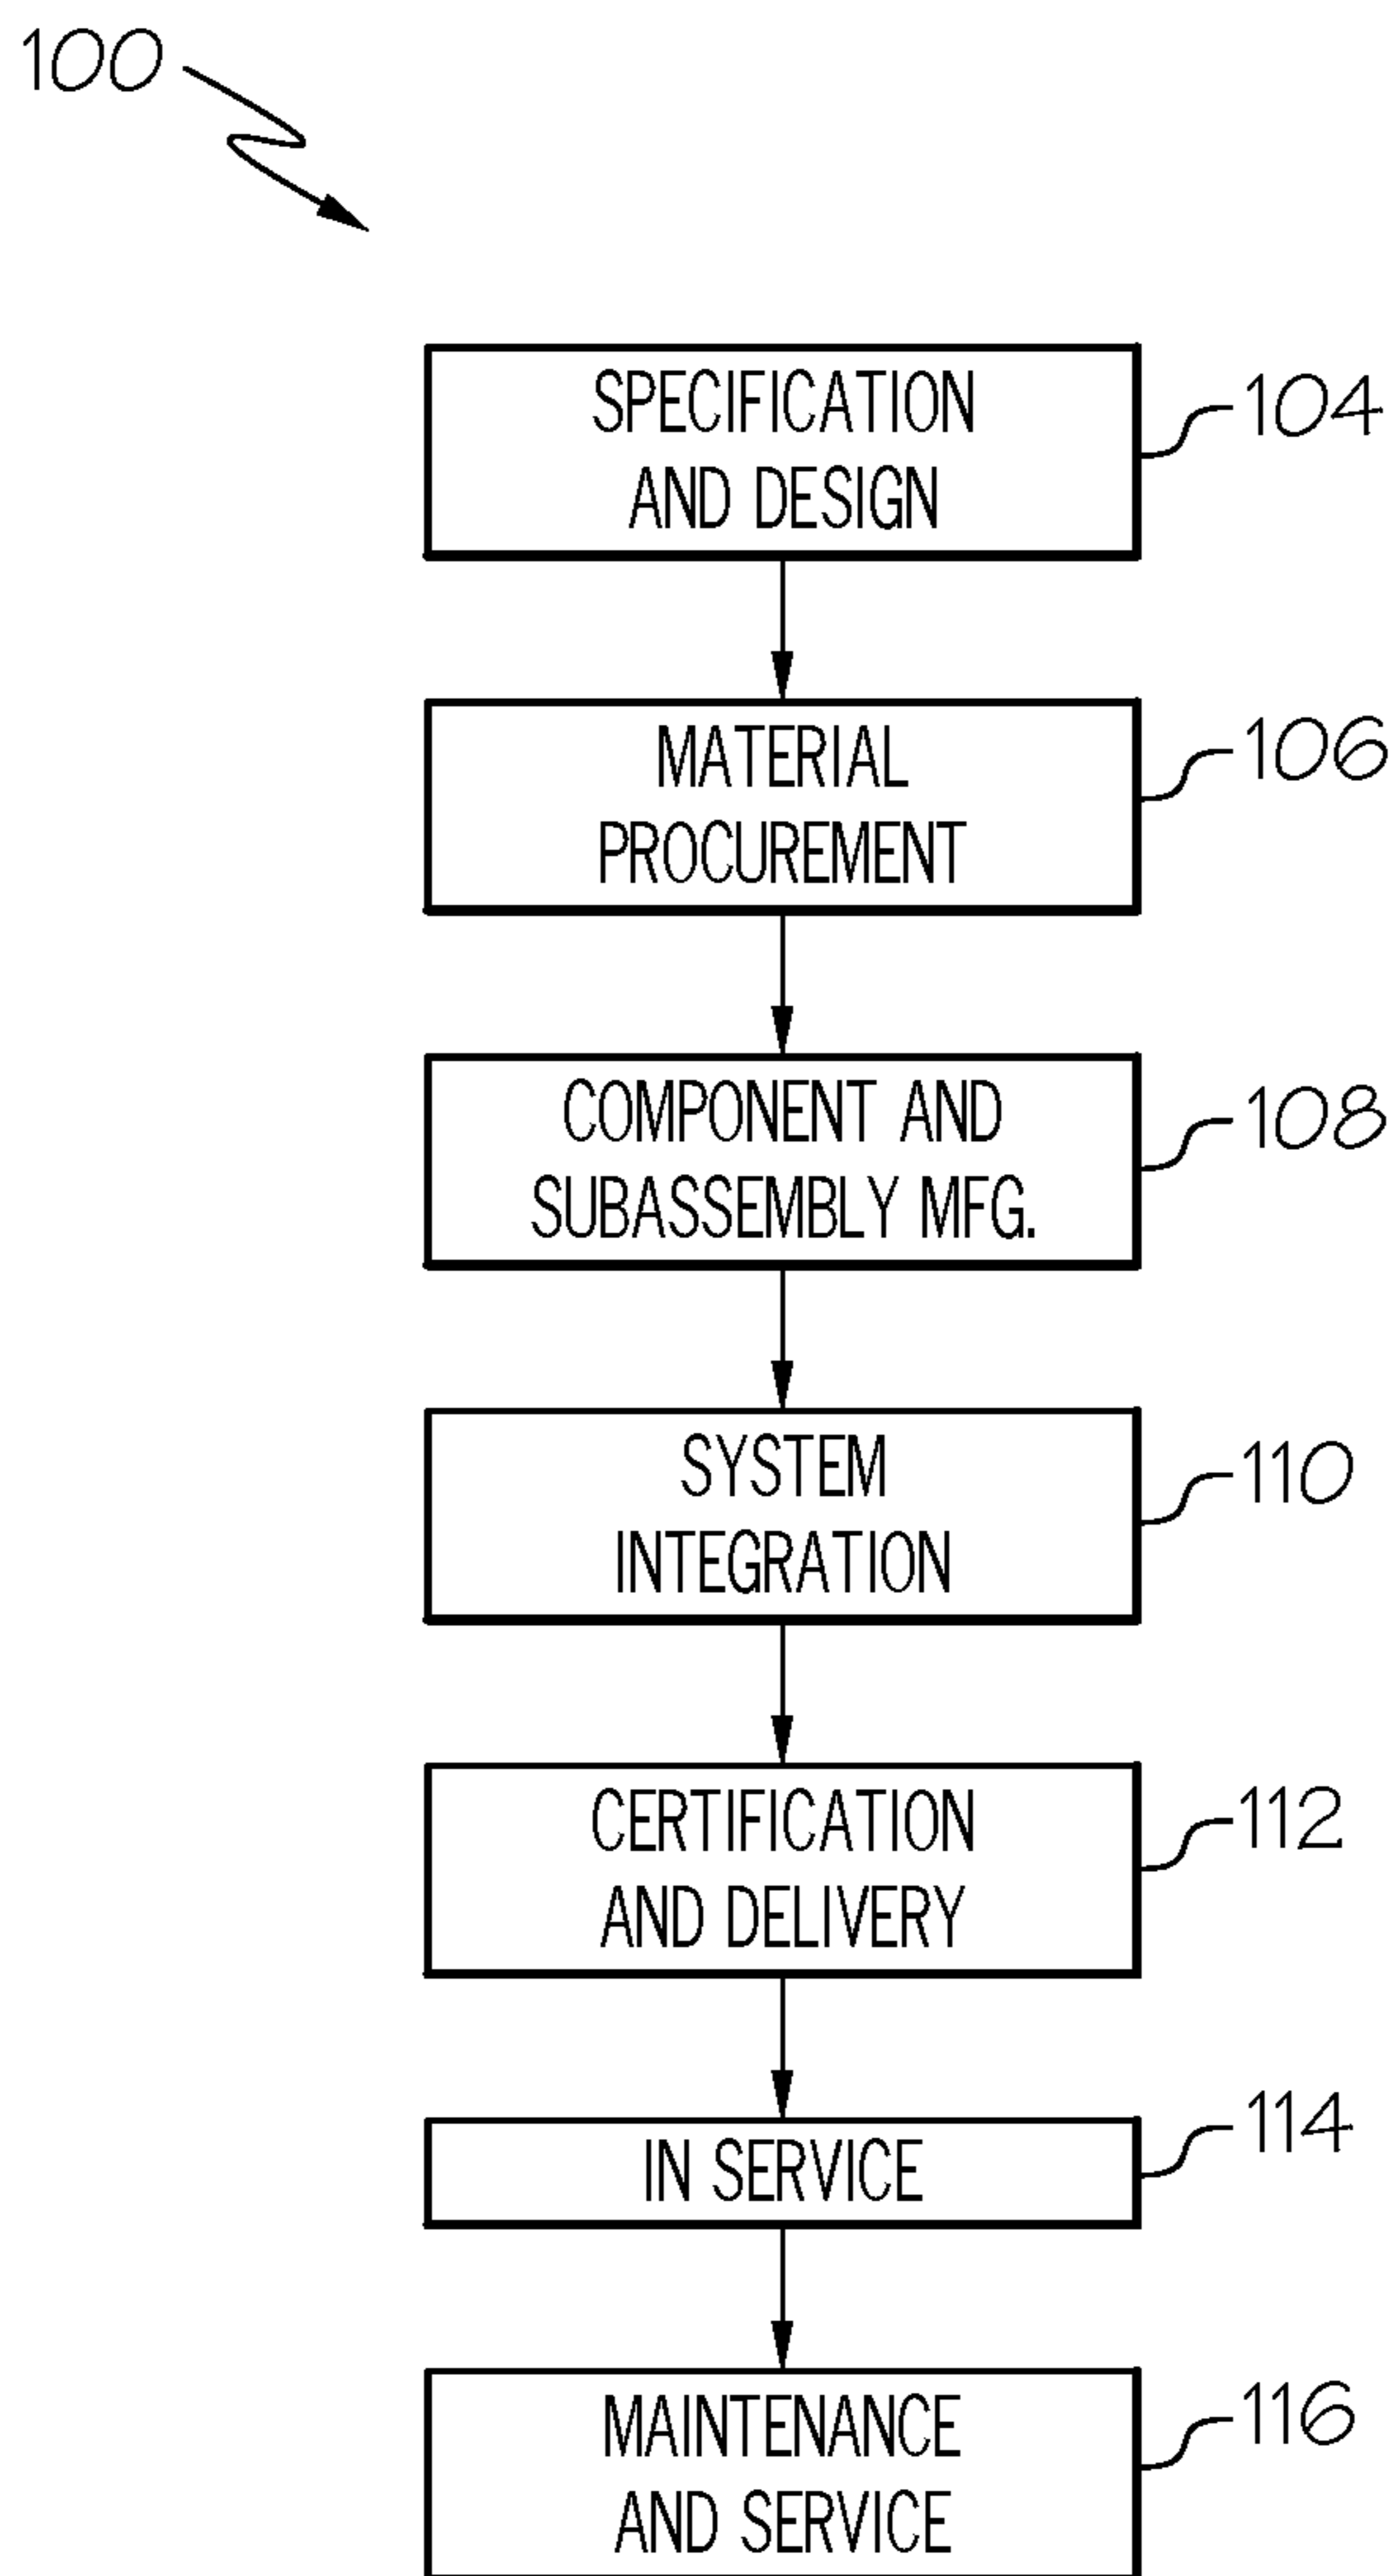 100
SPECIFICATION
AND DESIGN
104
MATERIAL
PROCUREMENT
106
COMPONENT AND
SUBASSEMBLY MFG.
108
SYSTEM
INTEGRATION
110
CERTIFICATION
AND DELIVERY
112
IN SERVICE
114
MAINTENANCE
AND SERVICE
116